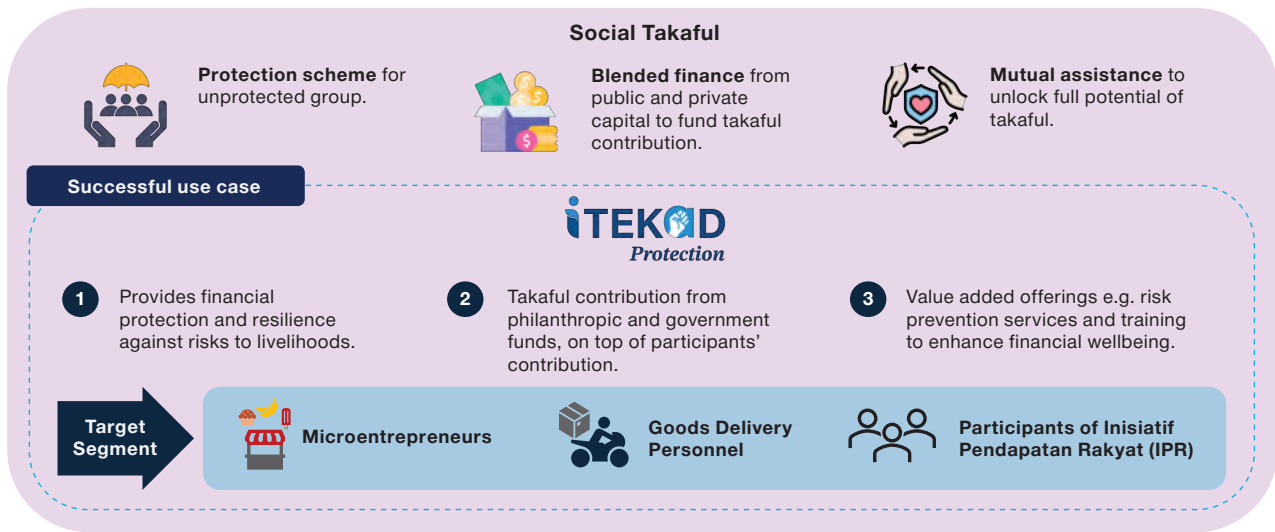 Social Takaful
Protection scheme for
unprotected group.
Blended finance from
public and private
capital to fund takaful
contribution.
Mutual assistance to
unlock full potential of
takaful.
Successful use case
iTEKaD
Protection
1
Provides financial
protection and resilience
against risks to livelihoods.
2
Takaful contribution from
philanthropic and government
funds, on top of participants’
contribution.
3
Value added offerings e.g. risk
prevention services and training
to enhance financial wellbeing.
Target
Segment
Microentrepreneurs
Goods Delivery
Personnel
Participants of Inisiatif
Pendapatan Rakyat (IPR)